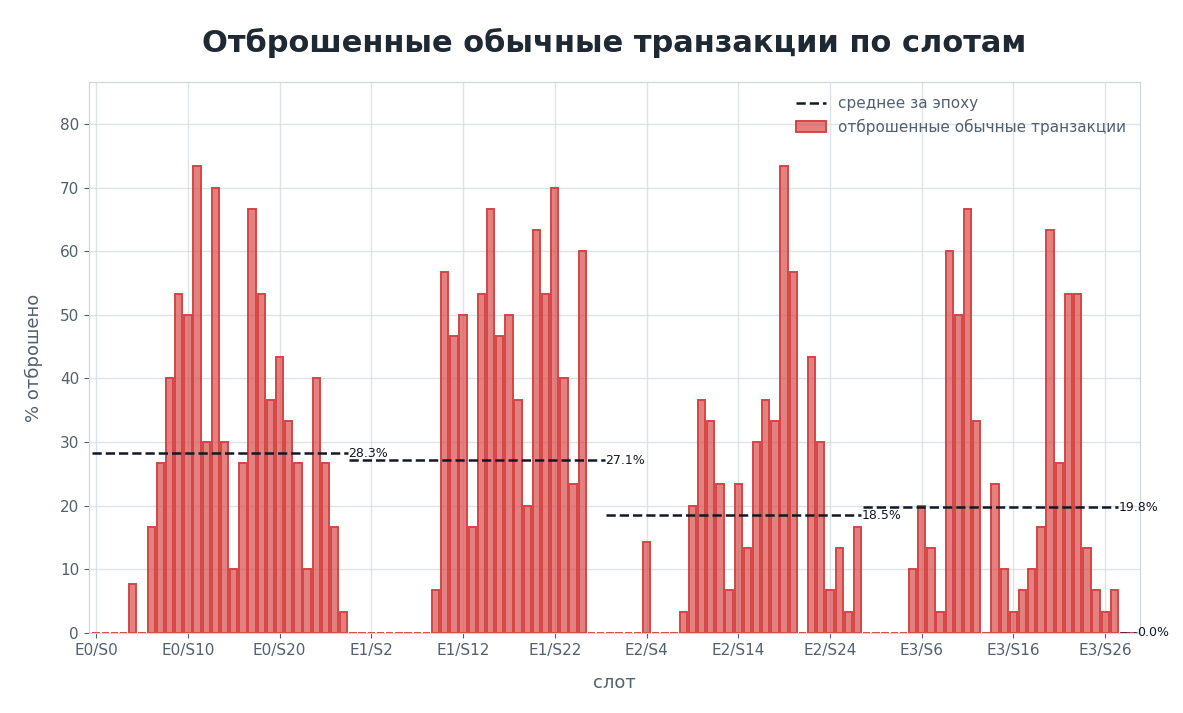 Отброшенные обычные транзакции по слотам
среднее за эпоху
отброшенные обычные транзакции
% отброшено
80
70
60
50
40
30
20
10
0
28.3%
27.1%
18.5%
19.8%
0.0%
E0/S0 E0/S10 E0/S20 E1/S2 E1/S12 E1/S22 E2/S4 E2/S14 E2/S24 E3/S6 E3/S16 E3/S26
слот